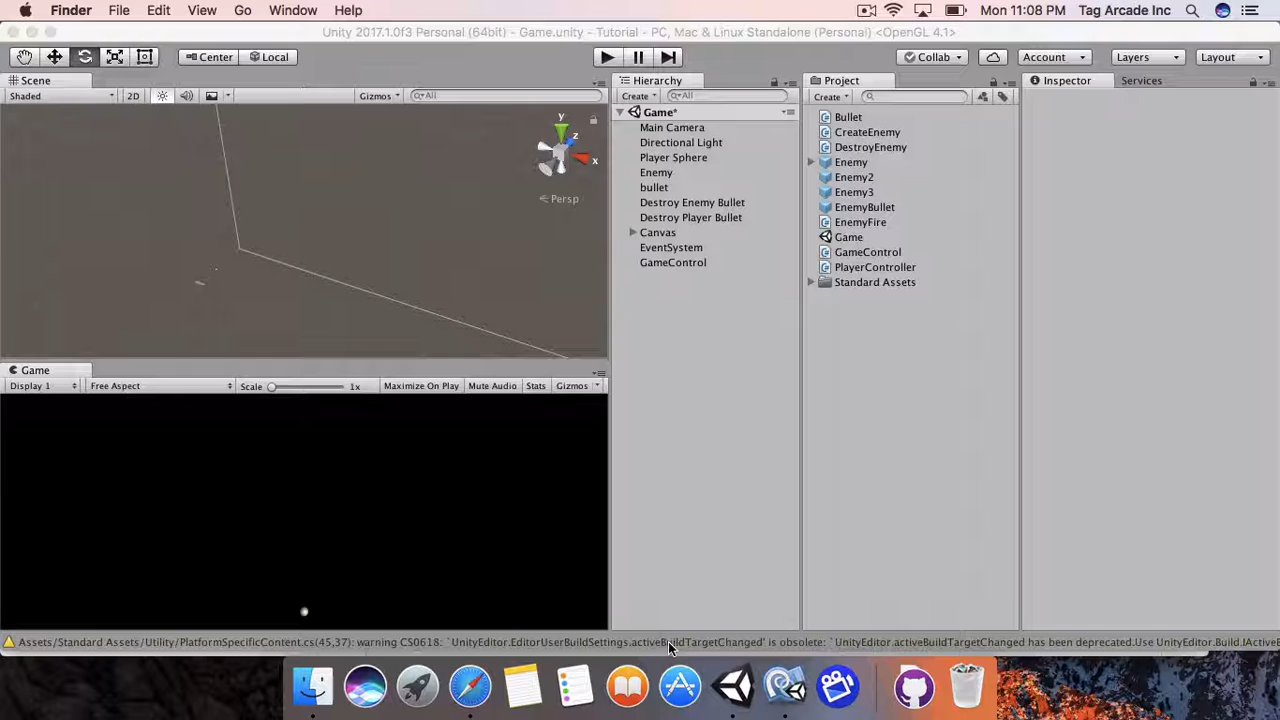 Finder File Edit View Go Window Help Mon 11:08 PM Tag Arcade Inc
Unity 2017.1.0f3 Personal (64bit) - Game.unity - Tutorial - PC, Mac & Linux Standalone (Personal) <OpenGL 4.1>
Center Local Collab Account Layers Layout
Scene Hierarchy Project Inspector Services
Shaded 2D Gizmos All Create All Create
Game*
Main Camera
Directional Light
Player Sphere
Enemy
bullet
Destroy Enemy Bullet
Destroy Player Bullet
Canvas
EventSystem
GameControl
Bullet
CreateEnemy
DestroyEnemy
Enemy
Enemy2
Enemy3
EnemyBullet
EnemyFire
Game
GameControl
PlayerController
Standard Assets
y
z
x
Persp
Game
Display 1 Free Aspect Scale 1x Maximize On Play Mute Audio Stats Gizmos
Assets/Standard Assets/Utility/PlatformSpecificContent.cs(45,37): warning CS0618: `UnityEditor.EditorUserBuildSettings.activeBuildTargetChanged' is obsolete: `UnityEditor.activeBuildTargetChanged has been deprecated.Use UnityEditor.Build.IActiveB